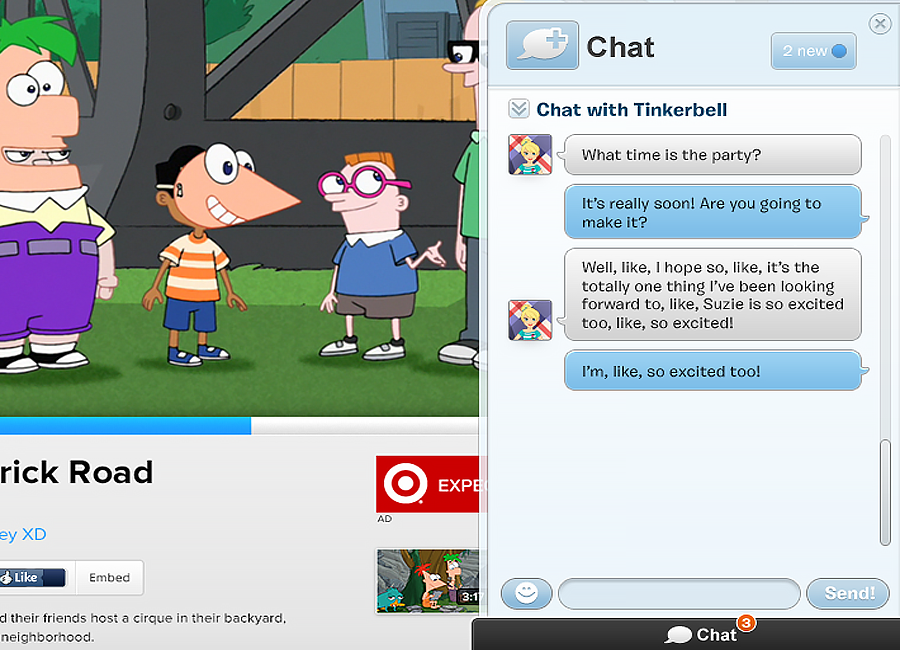 Chat
2 new
Chat with Tinkerbell
What time is the party?
It's really soon! Are you going to
make it?
Well, like, I hope so, like, it's the
totally one thing I've been looking
forward to, like, Suzie is so excited
too, like, so excited!
I'm, like, so excited too!
rick Road
EXPE
AD
ey XD
Like
Embed
3:17
d their friends host a cirque in their backyard,
neighborhood.
Send!
Chat 3